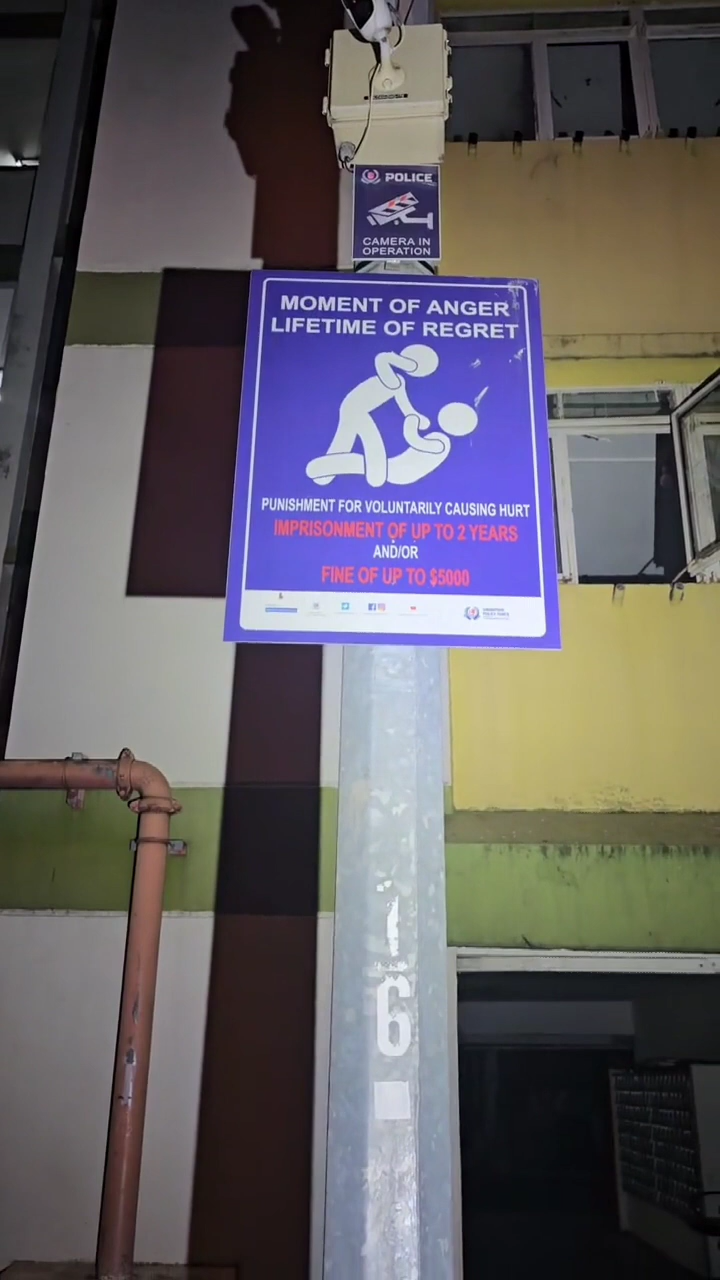 POLICE
CAMERA IN
OPERATION
MOMENT OF ANGER
LIFETIME OF REGRET
PUNISHMENT FOR VOLUNTARILY CAUSING HURT
IMPRISONMENT OF UP TO 2 YEARS
AND/OR
FINE OF UP TO $5000
1
6